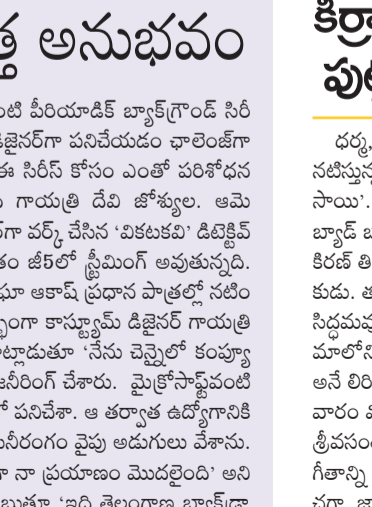 త్త అనుభవం
ంటి పీరియాడిక్ బ్యాక్‌గ్రౌండ్ సిరీ
డిజైనర్‌గా పనిచేయడం ఛాలెంజ్‌గా
ఈ సిరీస్ కోసం ఎంతో పరిశోధన
గాయత్రి దేవి జోశ్యుల. ఆమె
ర్‌గా వర్క్ చేసిన ‘వికటకవి’ డిటెక్టివ్
తం జీ5లో స్ట్రీమింగ్ అవుతున్నది.
ఘా ఆకాష్ ప్రధాన పాత్రల్లో నటిం
ర్భంగా కాస్ట్యూమ్ డిజైనర్ గాయత్రి
ాట్లాడుతూ ‘నేను చెన్నైలో కంప్యూ
జనీరింగ్ చేశారు. మైక్రోసాఫ్ట్‌వంటి
లో పనిచేశా. ఆ తర్వాత ఉద్యోగానికి
నీరంగం వైపు అడుగులు వేశాను.
గా నా ప్రయాణం మొదలైంది’ అని
‘ఇది తెలంగాణ బ్యాక్‌డ్రా
కిర్రా
పుట్ట
ధర్మ,
నటిస్తున్న
సాయి’.
బ్యాడ్ బ
కిరణ్ తి
కుడు. త
సిద్ధమవు
మాలోని
అనే లిరి
వారం వి
శ్రీవసంత
గీతాన్ని